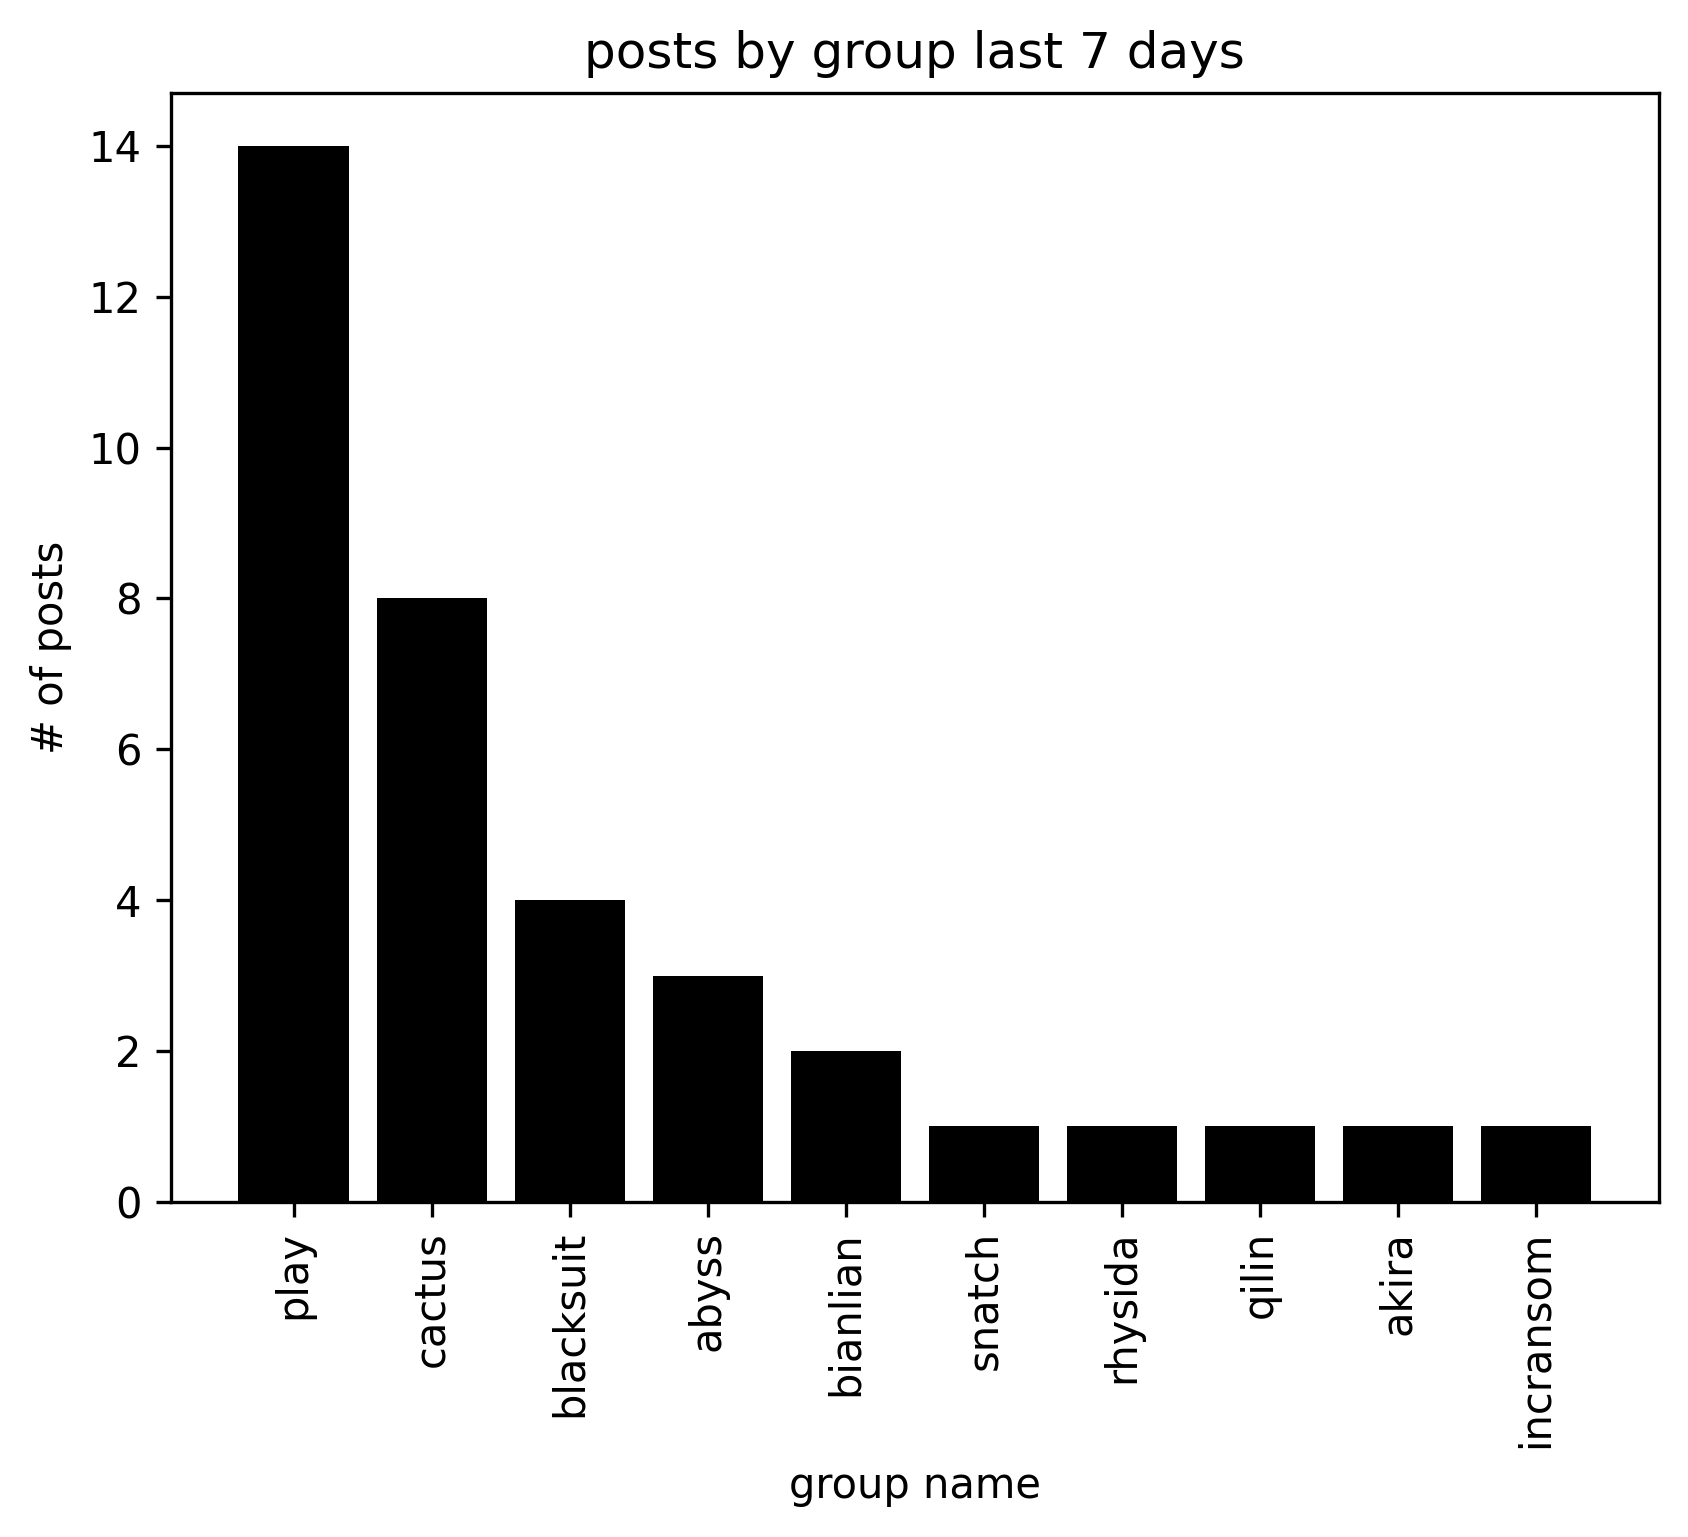 posts by group last 7 days
# of posts
14
12
10
8
6
4
2
0
play
cactus
blacksuit
abyss
bianlian
snatch
rhysida
qilin
akira
incransom
group name